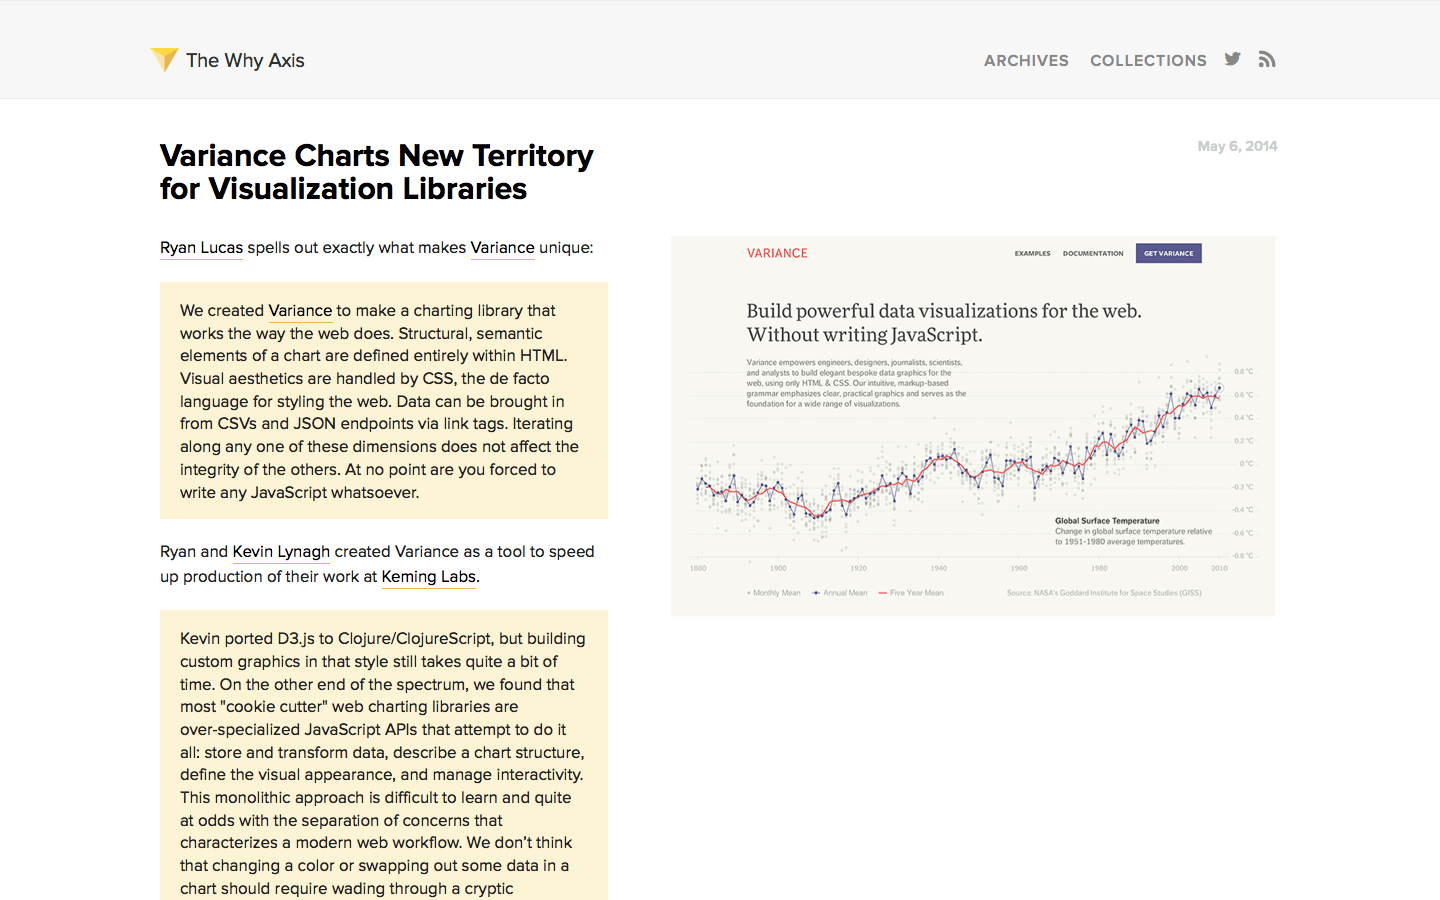 The Why Axis
ARCHIVES COLLECTIONS
Variance Charts New Territory
for Visualization Libraries
May 6, 2014
Ryan Lucas spells out exactly what makes Variance unique:
We created Variance to make a charting library that
works the way the web does. Structural, semantic
elements of a chart are defined entirely within HTML.
Visual aesthetics are handled by CSS, the de facto
language for styling the web. Data can be brought in
from CSVs and JSON endpoints via link tags. Iterating
along any one of these dimensions does not affect the
integrity of the others. At no point are you forced to
write any JavaScript whatsoever.
Ryan and Kevin Lynagh created Variance as a tool to speed
up production of their work at Keming Labs.
Kevin ported D3.js to Clojure/ClojureScript, but building
custom graphics in that style still takes quite a bit of
time. On the other end of the spectrum, we found that
most "cookie cutter" web charting libraries are
over-specialized JavaScript APIs that attempt to do it
all: store and transform data, describe a chart structure,
define the visual appearance, and manage interactivity.
This monolithic approach is difficult to learn and quite
at odds with the separation of concerns that
characterizes a modern web workflow. We don't think
that changing a color or swapping out some data in a
chart should require wading through a cryptic
VARIANCE
EXAMPLES DOCUMENTATION GET VARIANCE
Build powerful data visualizations for the web.
Without writing JavaScript.
Variance empowers engineers, designers, journalists, scientists,
and analysts to build elegant bespoke data graphics for the
web, using only HTML & CSS. Our intuitive, markup-based
grammar emphasizes clear, practical graphics and serves as the
foundation for a wide range of visualizations.
0.8 °C
0.6 °C
0.4 °C
0.2 °C
0 °C
-0.2 °C
-0.4 °C
-0.6 °C
-0.8 °C
Global Surface Temperature
Change in global surface temperature relative
to 1951-1980 average temperatures.
1880 1900 1920 1940 1960 1980 2000 2010
Monthly Mean Annual Mean Five Year Mean
Source: NASA's Goddard Institute for Space Studies (GISS)